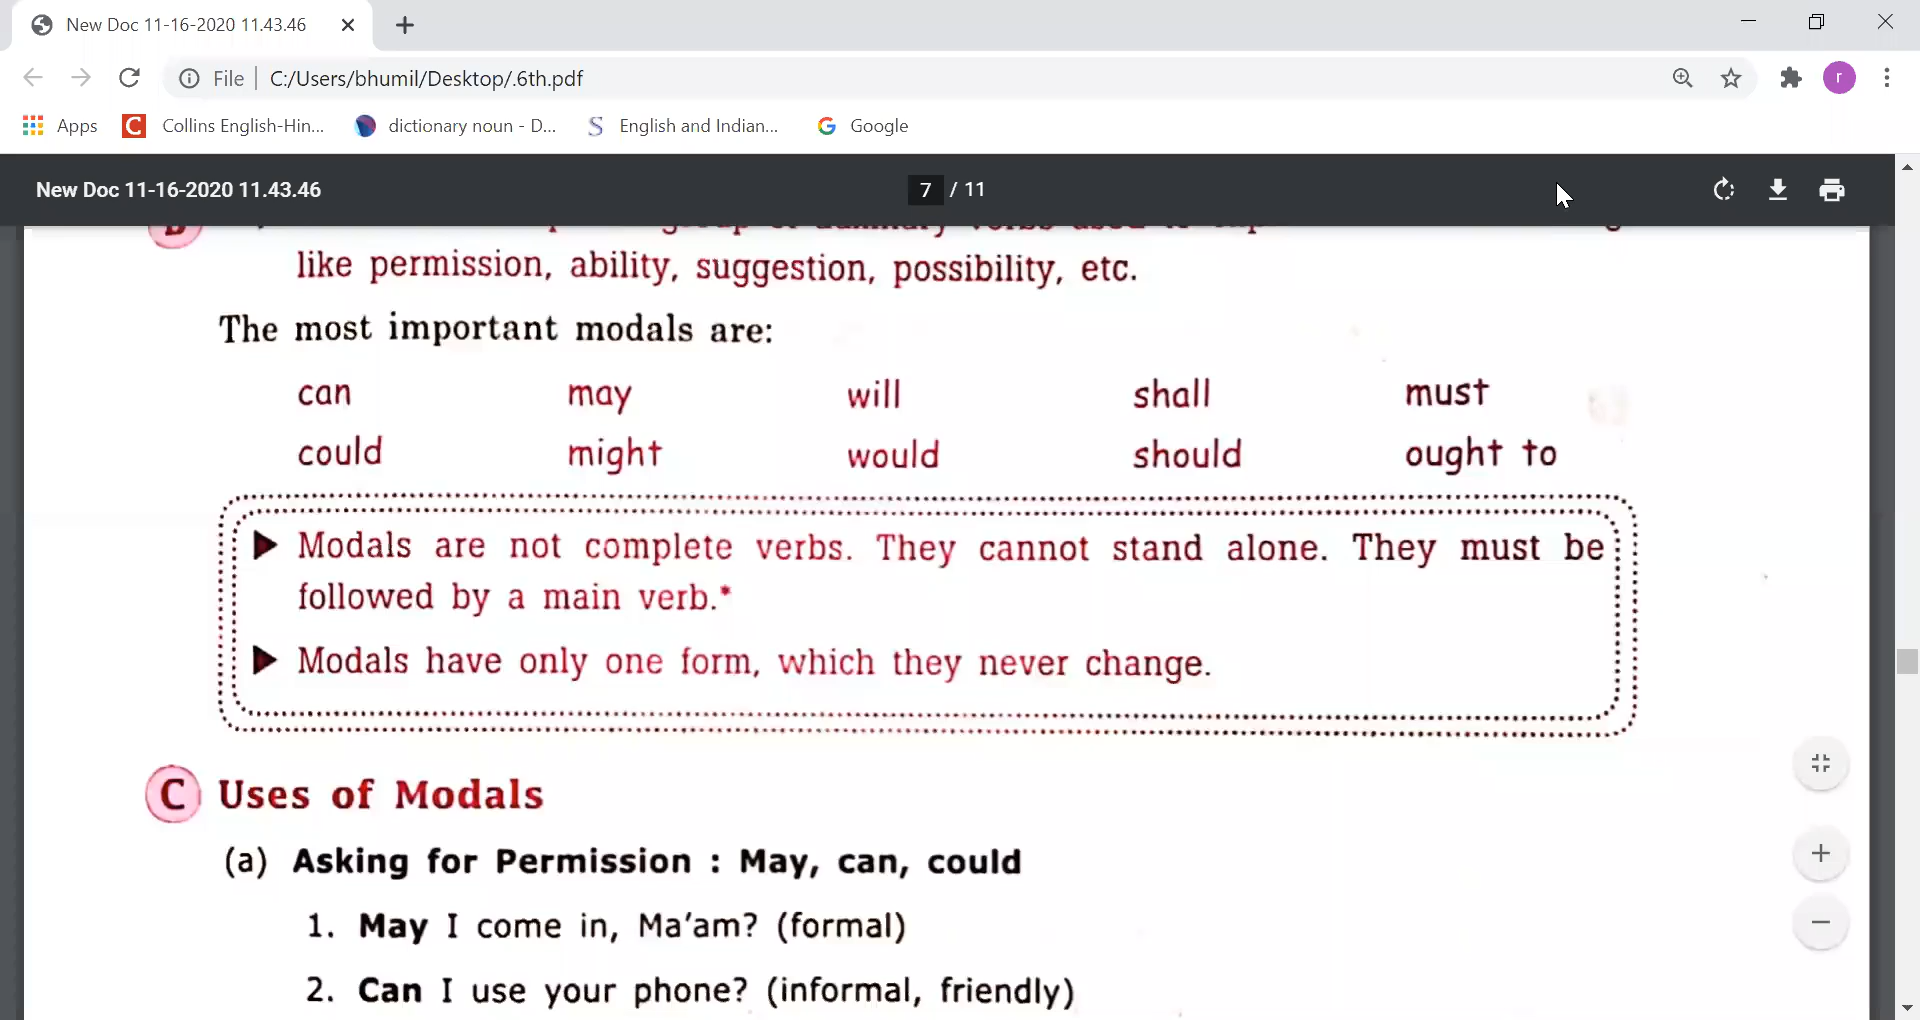 New Doc 11-16-2020 11.43.46
File C:/Users/bhumil/Desktop/.6th.pdf
r
Apps
Collins English-Hin...
dictionary noun - D...
English and Indian...
Google
New Doc 11-16-2020 11.43.46
7 / 11
like permission, ability, suggestion, possibility, etc.
The most important modals are:
can may will shall must
could might would should ought to
▶ Modals are not complete verbs. They cannot stand alone. They must be
followed by a main verb.*
▶ Modals have only one form, which they never change.
C Uses of Modals
(a) Asking for Permission : May, can, could
1. May I come in, Ma'am? (formal)
2. Can I use your phone? (informal, friendly)